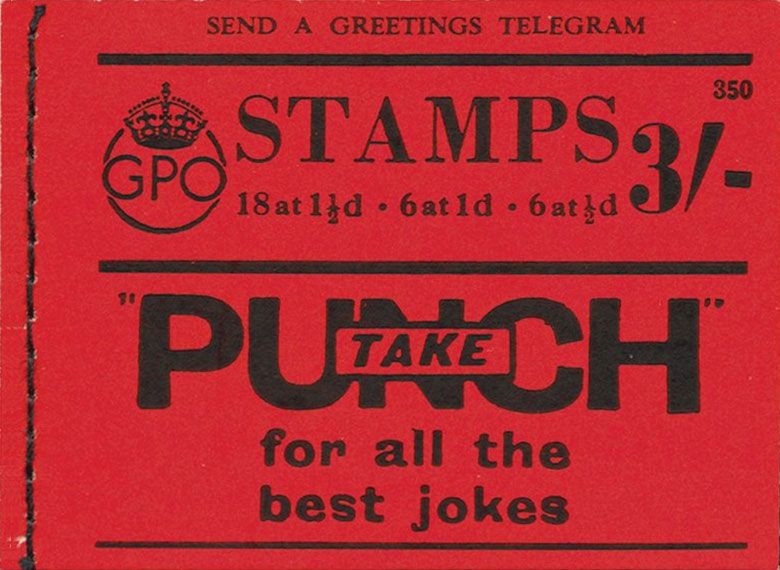 SEND A GREETINGS TELEGRAM
350
GPO
STAMPS 3/-
18 at 1½d · 6 at 1d · 6 at ½d
"PUNCH"
TAKE
for all the
best jokes